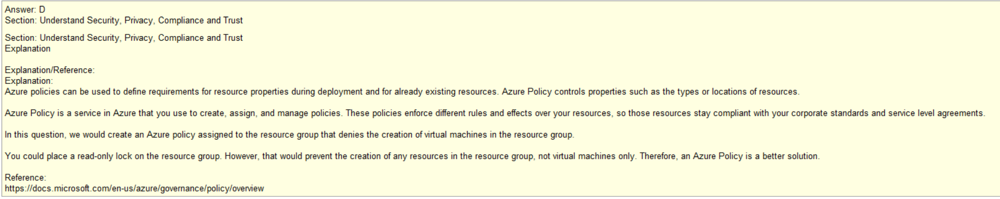 Answer: D
Section: Understand Security, Privacy, Compliance and Trust
Section: Understand Security, Privacy, Compliance and Trust
Explanation
Explanation/Reference:
Explanation:
Azure policies can be used to define requirements for resource properties during deployment and for already existing resources. Azure Policy controls properties such as the types or locations of resources.
Azure Policy is a service in Azure that you use to create, assign, and manage policies. These policies enforce different rules and effects over your resources, so those resources stay compliant with your corporate standards and service level agreements.
In this question, we would create an Azure policy assigned to the resource group that denies the creation of virtual machines in the resource group.
You could place a read-only lock on the resource group. However, that would prevent the creation of any resources in the resource group, not virtual machines only. Therefore, an Azure Policy is a better solution.
Reference:
https://docs.microsoft.com/en-us/azure/governance/policy/overview